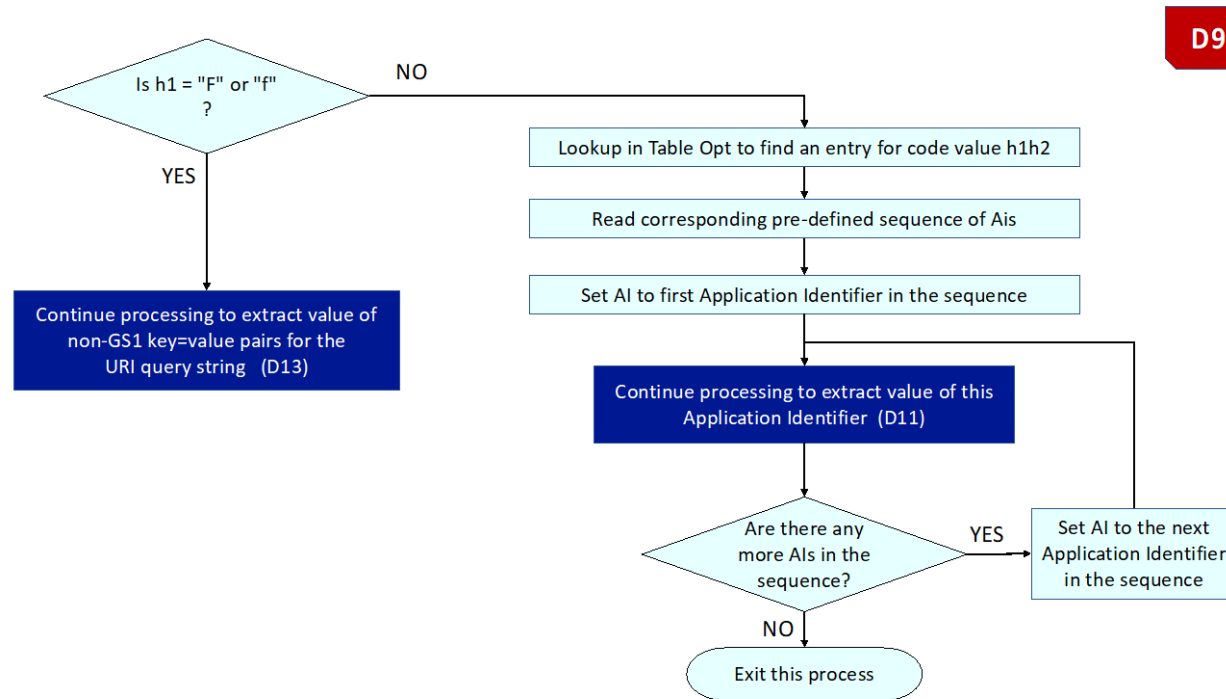 D9
Is h1 = "F" or "f"
?
NO
YES
Lookup in Table Opt to find an entry for code value h1h2
Read corresponding pre-defined sequence of Ais
Set AI to first Application Identifier in the sequence
Continue processing to extract value of
non-GS1 key=value pairs for the
URI query string (D13)
Continue processing to extract value of this
Application Identifier (D11)
Are there any
more AIs in the
sequence?
YES
Set AI to the next
Application Identifier
in the sequence
NO
Exit this process